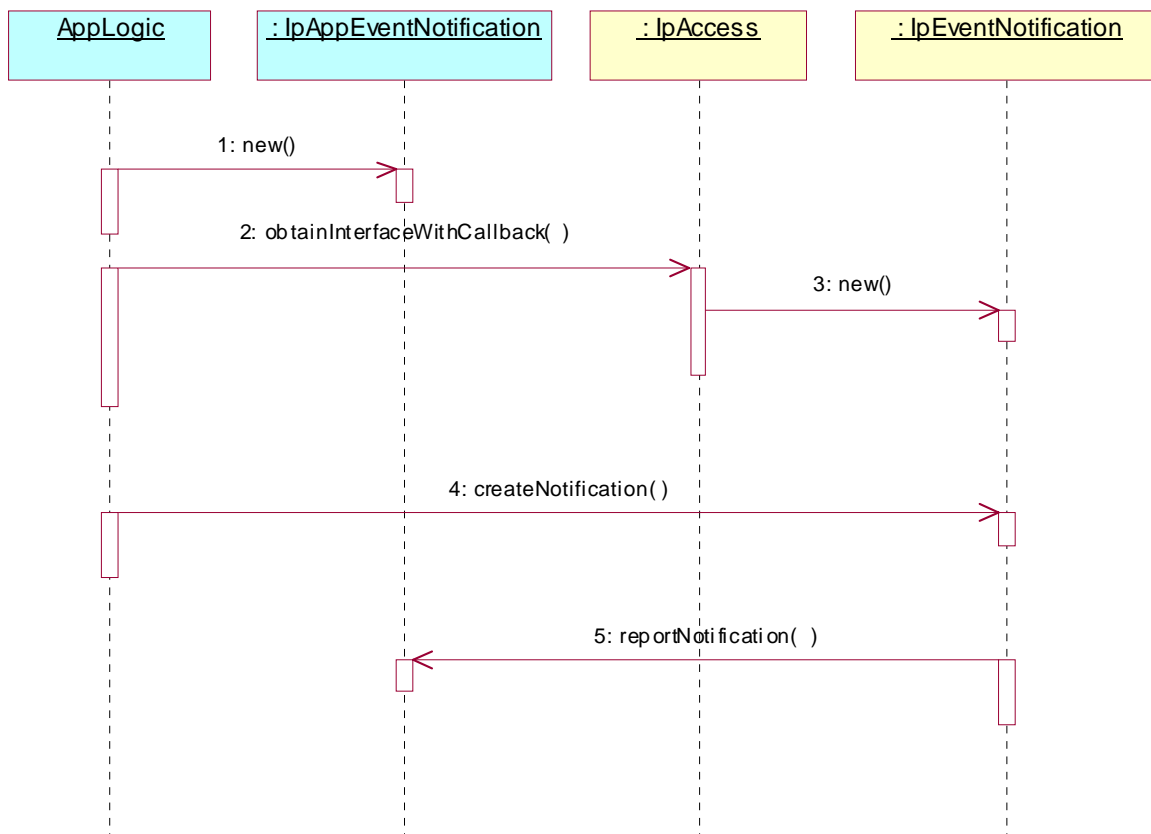 AppLogic
: IpAppEventNotification
: IpAccess
: IpEventNotification
1: new()
2: obtainInterfaceWithCallback( )
3: new()
4: createNotification( )
5: reportNotification( )